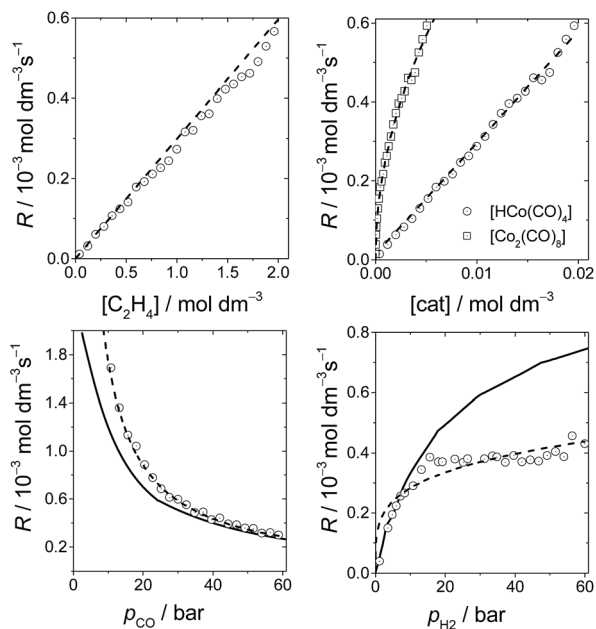 R / 10⁻³ mol dm⁻³s⁻¹
0.6
0.4
0.2
0.0
0.0 0.5 1.0 1.5 2.0
[C₂H₄] / mol dm⁻³
R / 10⁻³ mol dm⁻³s⁻¹
0.6
0.4
0.2
0.0
[HCo(CO)₄]
[Co₂(CO)₈]
0.00 0.01 0.02
[cat] / mol dm⁻³
R / 10⁻³ mol dm⁻³s⁻¹
1.8
1.4
1.0
0.6
0.2
0 20 40 60
p_CO / bar
R / 10⁻³ mol dm⁻³s⁻¹
0.8
0.6
0.4
0.2
0.0
0 10 20 30 40 50 60
p_H2 / bar